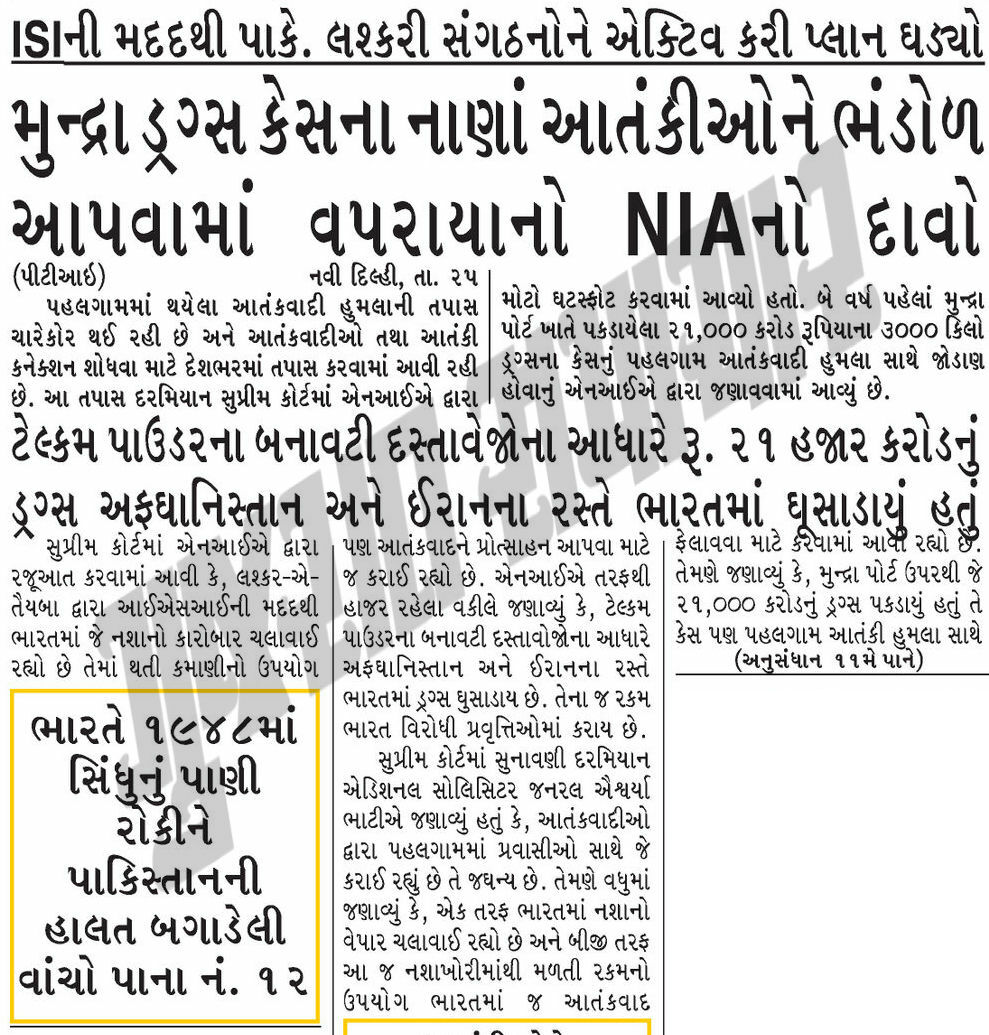 ISIની મદદથી પાકે. લશ્કરી સંગઠનોને એક્ટિવ કરી પ્લાન ઘડ્યો
મુન્દ્રા ડ્રગ્સ કેસના નાણાં આતંકીઓને ભંડોળ
આપવામાં વપરાયાનો NIAનો દાવો
(પીટીઆઇ) નવી દિલ્હી, તા. ૨૫
પહલગામમાં થયેલા આતંકવાદી હુમલાની તપાસ
ચારેકોર થઈ રહી છે અને આતંકવાદીઓ તથા આતંકી
કનેક્શન શોધવા માટે દેશભરમાં તપાસ કરવામાં આવી રહી
છે. આ તપાસ દરમિયાન સુપ્રીમ કોર્ટમાં એનઆઈએ દ્વારા
મોટો ઘટસ્ફોટ કરવામાં આવ્યો હતો. બે વર્ષ પહેલાં મુન્દ્રા
પોર્ટ ખાતે પકડાયેલા ૨૧,૦૦૦ કરોડ રૂપિયાના ૩૦૦૦ કિલો
ડ્રગ્સના કેસનું પહલગામ આતંકવાદી હુમલા સાથે જોડાણ
હોવાનું એનઆઈએ દ્વારા જણાવવામાં આવ્યું છે.
ટેલ્કમ પાઉડરના બનાવટી દસ્તાવેજોના આધારે રૂ. ૨૧ હજાર કરોડનું
ડ્રગ્સ અફઘાનિસ્તાન અને ઈરાનના રસ્તે ભારતમાં ઘૂસાડાયું હતું
સુપ્રીમ કોર્ટમાં એનઆઈએ દ્વારા
રજૂઆત કરવામાં આવી કે, લશ્કર-એ-
તૈયબા દ્વારા આઈએસઆઈની મદદથી
ભારતમાં જે નશાનો કારોબાર ચલાવાઈ
રહ્યો છે તેમાં થતી કમાણીનો ઉપયોગ
પણ આતંકવાદને પ્રોત્સાહન આપવા માટે
જ કરાઈ રહ્યો છે. એનઆઈએ તરફથી
હાજર રહેલા વકીલે જણાવ્યું કે, ટેલ્કમ
પાઉડરના બનાવટી દસ્તાવોજોના આધારે
અફઘાનિસ્તાન અને ઈરાનના રસ્તે
ભારતમાં ડ્રગ્સ ઘુસાડાય છે. તેના જ રકમ
ભારત વિરોધી પ્રવૃત્તિઓમાં કરાય છે.
સુપ્રીમ કોર્ટમાં સુનાવણી દરમિયાન
એડિશનલ સોલિસિટર જનરલ ઐશ્વર્યા
ભાટીએ જણાવ્યું હતું કે, આતંકવાદીઓ
દ્વારા પહલગામમાં પ્રવાસીઓ સાથે જે
કરાઈ રહ્યું છે તે જઘન્ય છે. તેમણે વધુમાં
જણાવ્યું કે, એક તરફ ભારતમાં નશાનો
વેપાર ચલાવાઈ રહ્યો છે અને બીજી તરફ
આ જ નશાખોરીમાંથી મળતી રકમનો
ઉપયોગ ભારતમાં જ આતંકવાદ
ફેલાવવા માટે કરવામાં આવી રહ્યો છે.
તેમણે જણાવ્યું કે, મુન્દ્રા પોર્ટ ઉપરથી જે
૨૧,૦૦૦ કરોડનું ડ્રગ્સ પકડાયું હતું તે
કેસ પણ પહલગામ આતંકી હુમલા સાથે
(અનુસંધાન ૧૧મે પાને)
ભારતે ૧૯૪૮માં
સિંધુનું પાણી
રોકીને
પાકિસ્તાનની
હાલત બગાડેલી
વાંચો પાના નં. ૧૨